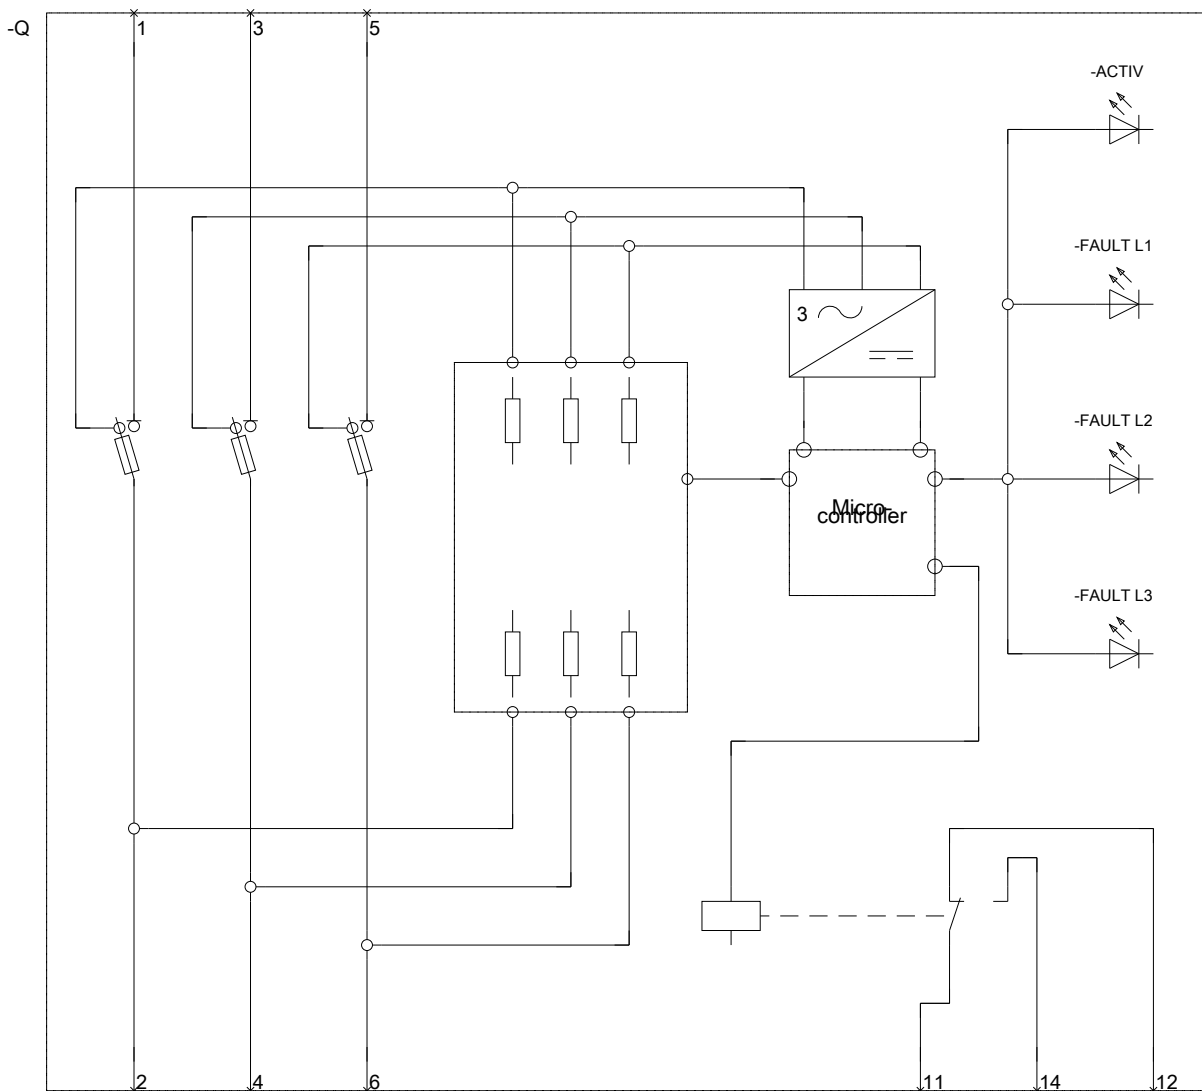 -Q
1
3
5
-ACTIV
-FAULT L1
3
-FAULT L2
Micro-
controller
-FAULT L3
2
4
6
11
14
12